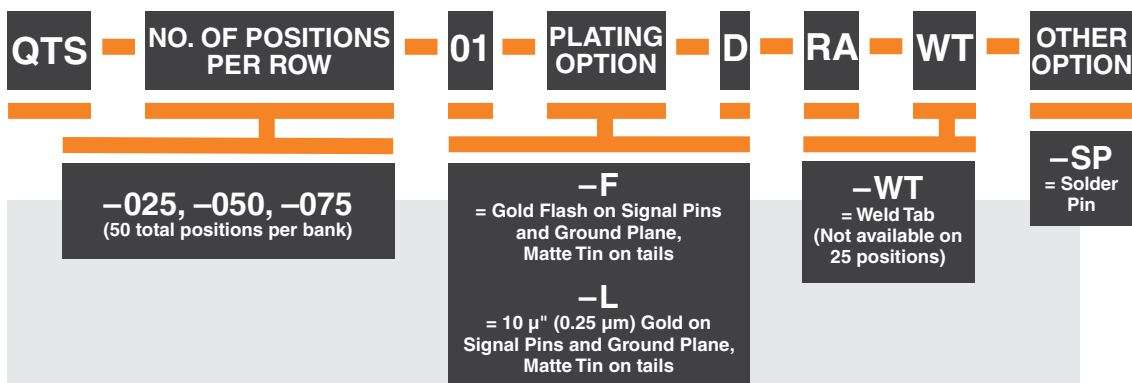 QTS
NO. OF POSITIONS
PER ROW
01
PLATING
OPTION
D
RA
WT
OTHER
OPTION
–025, –050, –075
(50 total positions per bank)
–F
= Gold Flash on Signal Pins
and Ground Plane,
Matte Tin on tails
–L
= 10 µ" (0.25 µm) Gold on
Signal Pins and Ground Plane,
Matte Tin on tails
–WT
= Weld Tab
(Not available on
25 positions)
–SP
= Solder
Pin